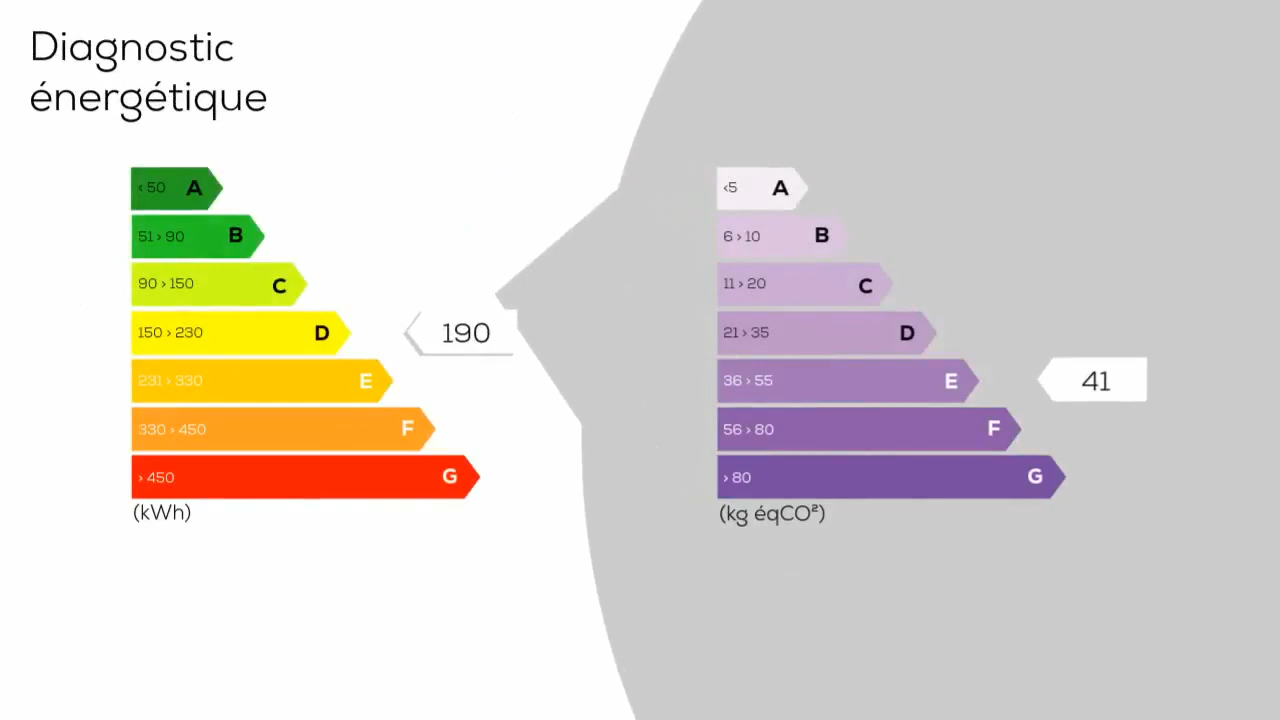 Diagnostic
énergétique
< 50 A
51 > 90 B
90 > 150 C
150 > 230 D
190
231 > 330 E
330 > 450 F
> 450 G
(kWh)
<5 A
6 > 10 B
11 > 20 C
21 > 35 D
36 > 55 E
41
56 > 80 F
> 80 G
(kg éqCO²)